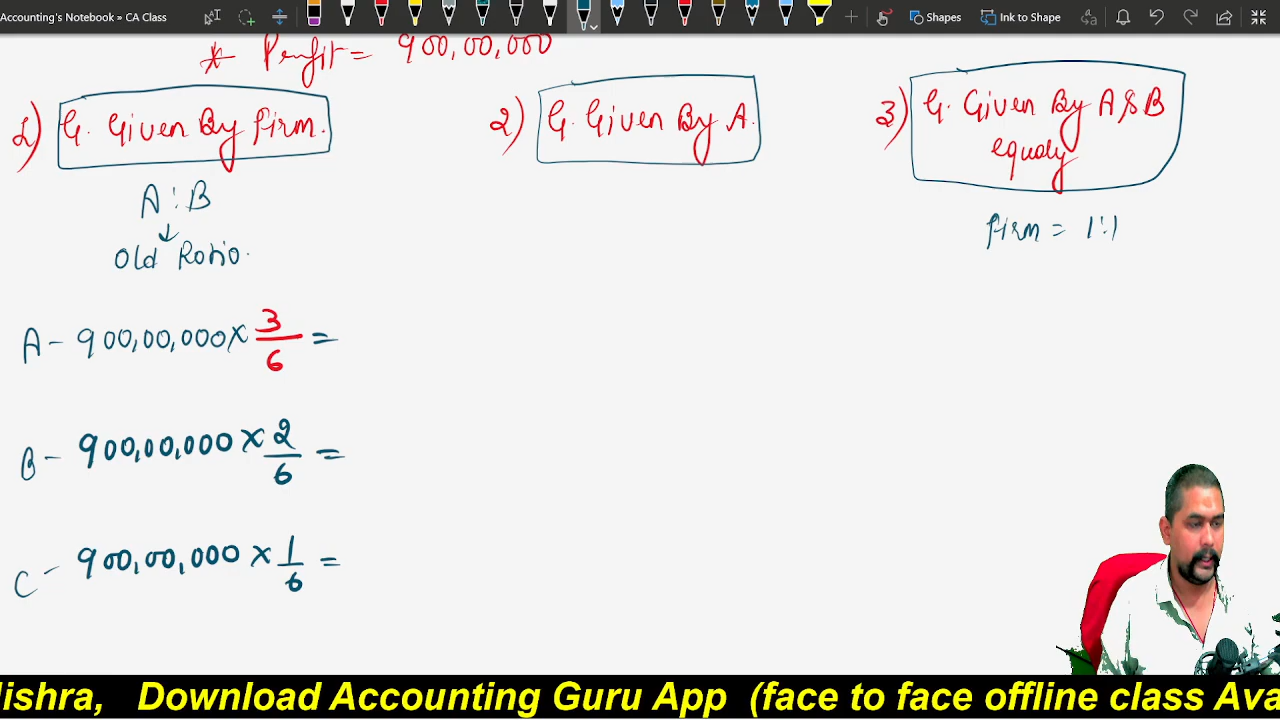 Accounting's Notebook » CA Class
Shapes
Ink to Shape
* Profit = 900,00,000
1) G. Given By firm.
2) G. Given By A.
3) G. Given By A & B
equaly
A : B
Old Ratio.
firm = 1:1
A - 900,00,000 × 3/6 =
B - 900,00,000 × 2/6 =
C - 900,00,000 × 1/6 =
Mishra, Download Accounting Guru App (face to face offline class Ava